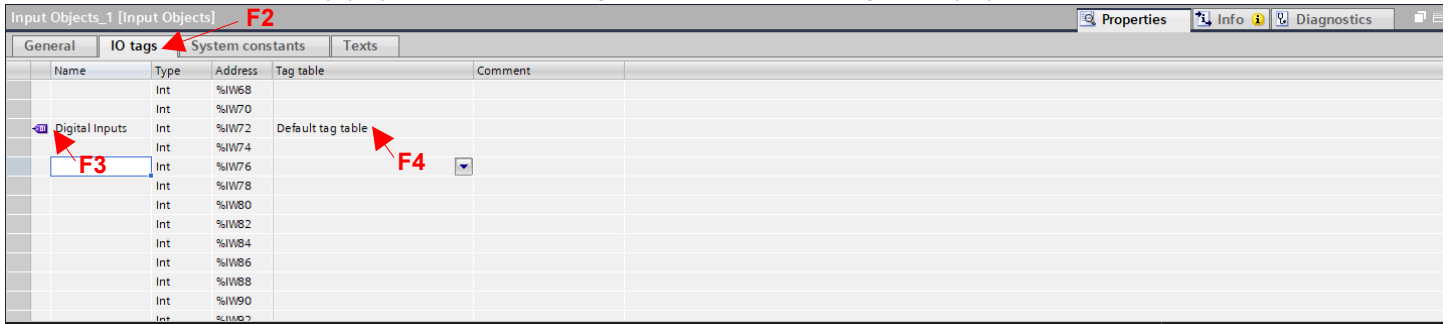 Input Objects_1 [Input Objects] F2 Properties Info Diagnostics
General IO tags System constants Texts
Name Type Address Tag table Comment
Int %IW68
Int %IW70
Digital Inputs Int %IW72 Default tag table
Int %IW74
F3 Int %IW76 F4
Int %IW78
Int %IW80
Int %IW82
Int %IW84
Int %IW86
Int %IW88
Int %IW90
Int %IW92